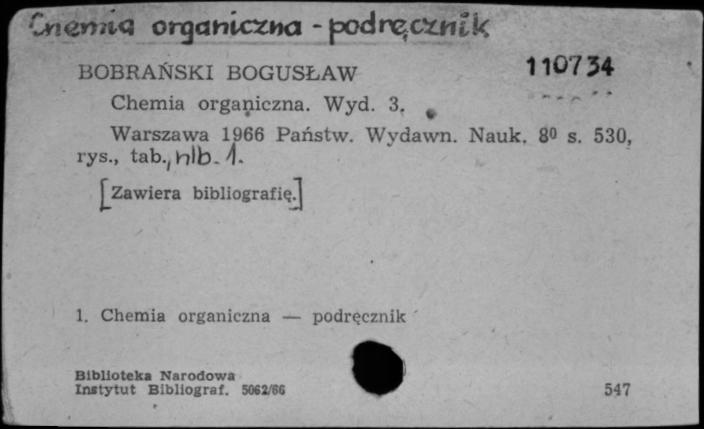 Chemia organiczna - podręcznik
BOBRAŃSKI BOGUSŁAW
110734
Chemia organiczna. Wyd. 3.
Warszawa 1966 Państw. Wydawn. Nauk. 8⁰ s. 530,
rys., tab., nlb. 1.
[Zawiera bibliografię.]
1. Chemia organiczna — podręcznik
Biblioteka Narodowa
Instytut Bibliograf. 5062/66
547